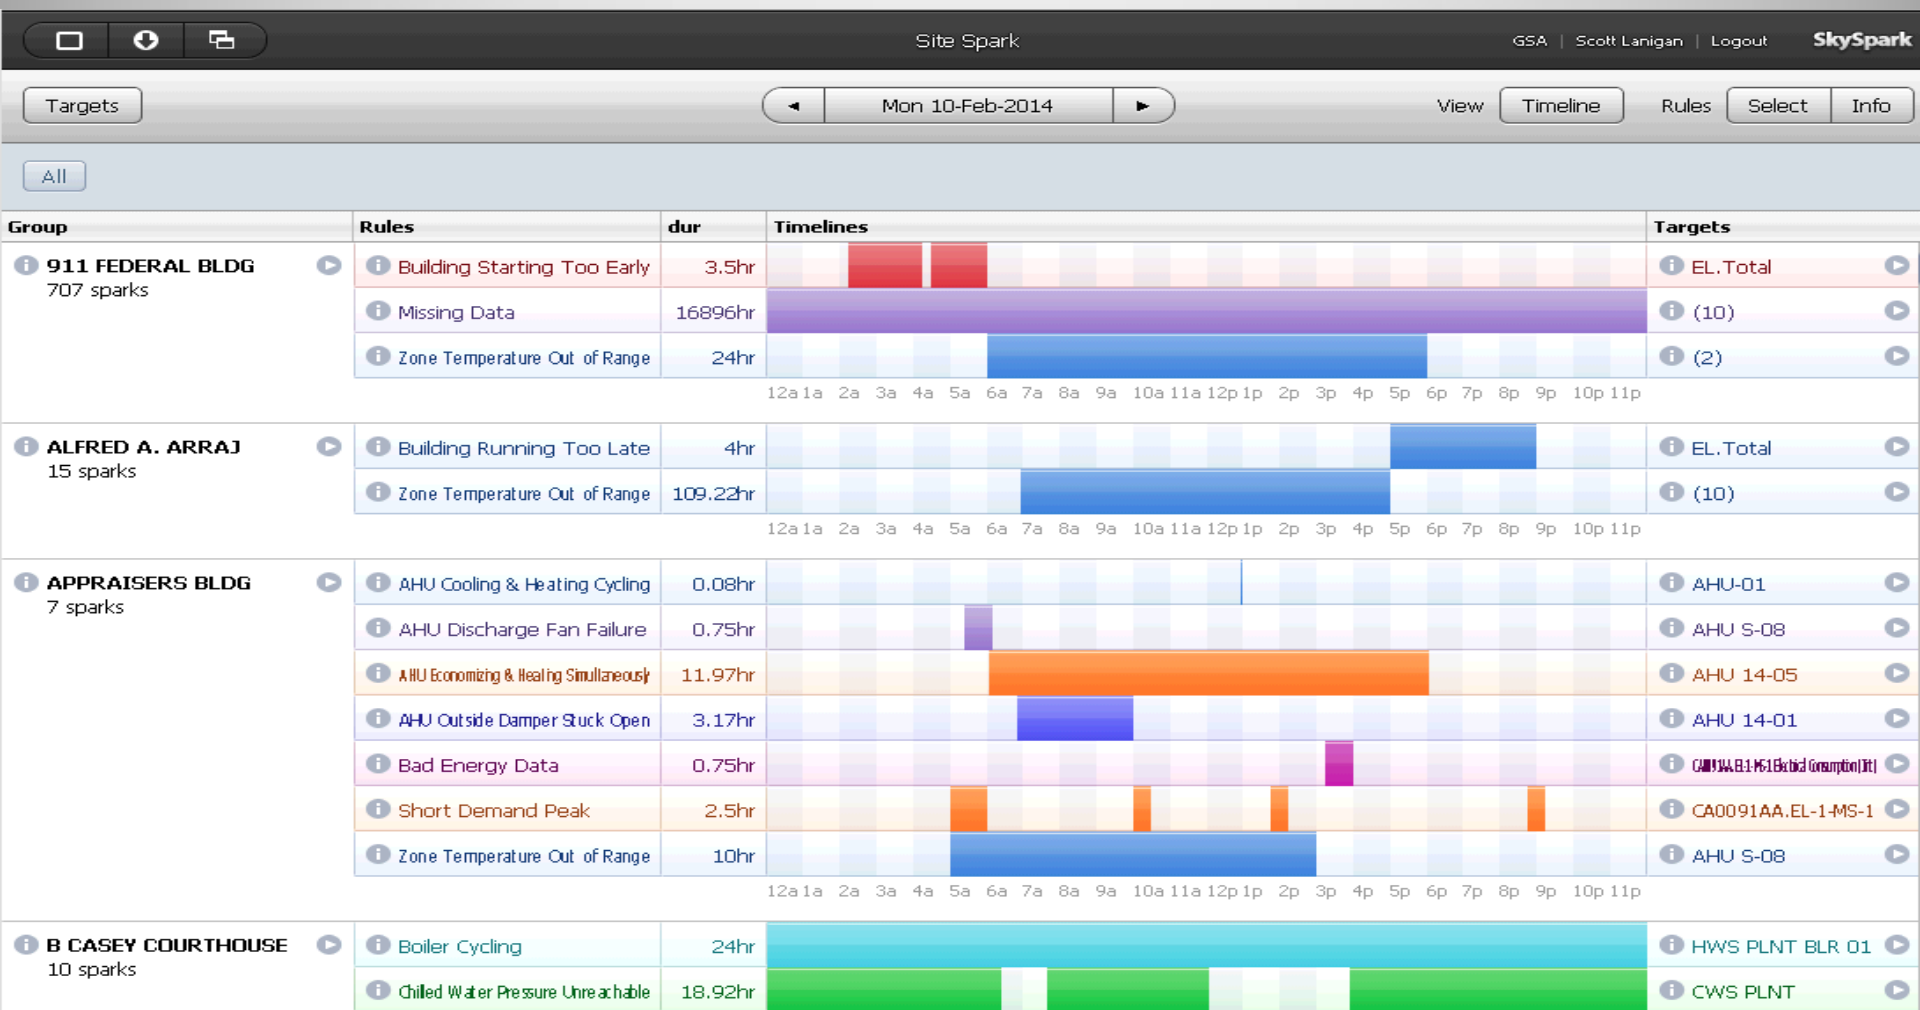 Site Spark
GSA | Scott Lanigan | Logout SkySpark
Targets
Mon 10-Feb-2014
View Timeline Rules Select Info
All
Group Rules dur Timelines Targets
911 FEDERAL BLDG
707 sparks
Building Starting Too Early 3.5hr EL.Total
Missing Data 16896hr (10)
Zone Temperature Out of Range 24hr (2)
12a 1a 2a 3a 4a 5a 6a 7a 8a 9a 10a 11a 12p 1p 2p 3p 4p 5p 6p 7p 8p 9p 10p 11p
ALFRED A. ARRAJ
15 sparks
Building Running Too Late 4hr EL.Total
Zone Temperature Out of Range 109.22hr (10)
12a 1a 2a 3a 4a 5a 6a 7a 8a 9a 10a 11a 12p 1p 2p 3p 4p 5p 6p 7p 8p 9p 10p 11p
APPRAISERS BLDG
7 sparks
AHU Cooling & Heating Cycling 0.08hr AHU-01
AHU Discharge Fan Failure 0.75hr AHU S-08
AHU Economizing & Heating Simultaneously 11.97hr AHU 14-05
AHU Outside Damper Stuck Open 3.17hr AHU 14-01
Bad Energy Data 0.75hr
Short Demand Peak 2.5hr CA0091AA.EL-1-MS-1
Zone Temperature Out of Range 10hr AHU S-08
12a 1a 2a 3a 4a 5a 6a 7a 8a 9a 10a 11a 12p 1p 2p 3p 4p 5p 6p 7p 8p 9p 10p 11p
B CASEY COURTHOUSE
10 sparks
Boiler Cycling 24hr HWS PLNT BLR 01
Chilled Water Pressure Unreachable 18.92hr CWS PLNT